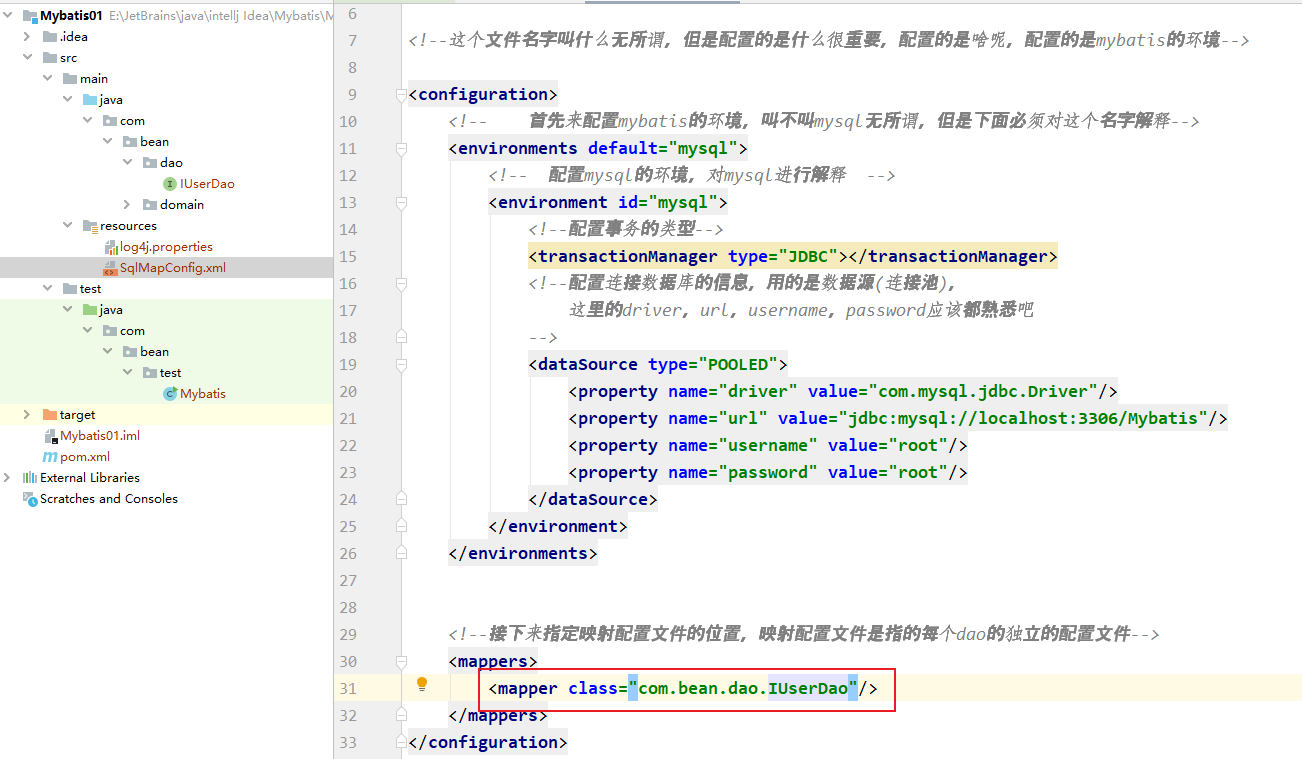 Mybatis01 E:\JetBrains\java\intellj Idea\Mybatis\M
.idea
src
main
java
com
bean
dao
IUserDao
domain
resources
log4j.properties
SqlMapConfig.xml
test
java
com
bean
test
Mybatis
target
Mybatis01.iml
pom.xml
External Libraries
Scratches and Consoles
6
7 <!--这个文件名字叫什么无所谓，但是配置的是什么很重要，配置的是啥呢，配置的是mybatis的环境-->
8
9 <configuration>
10 <!-- 首先来配置mybatis的环境，叫不叫mysql无所谓，但是下面必须对这个名字解释-->
11 <environments default="mysql">
12 <!-- 配置mysql的环境，对mysql进行解释 -->
13 <environment id="mysql">
14 <!--配置事务的类型-->
15 <transactionManager type="JDBC"></transactionManager>
16 <!--配置连接数据库的信息，用的是数据源(连接池)，
17 这里的driver，url，username，password应该都熟悉吧
18 -->
19 <dataSource type="POOLED">
20 <property name="driver" value="com.mysql.jdbc.Driver"/>
21 <property name="url" value="jdbc:mysql://localhost:3306/Mybatis"/>
22 <property name="username" value="root"/>
23 <property name="password" value="root"/>
24 </dataSource>
25 </environment>
26 </environments>
27
28
29 <!--接下来指定映射配置文件的位置，映射配置文件是指的每个dao的独立的配置文件-->
30 <mappers>
31 <mapper class="com.bean.dao.IUserDao"/>
32 </mappers>
33 </configuration>